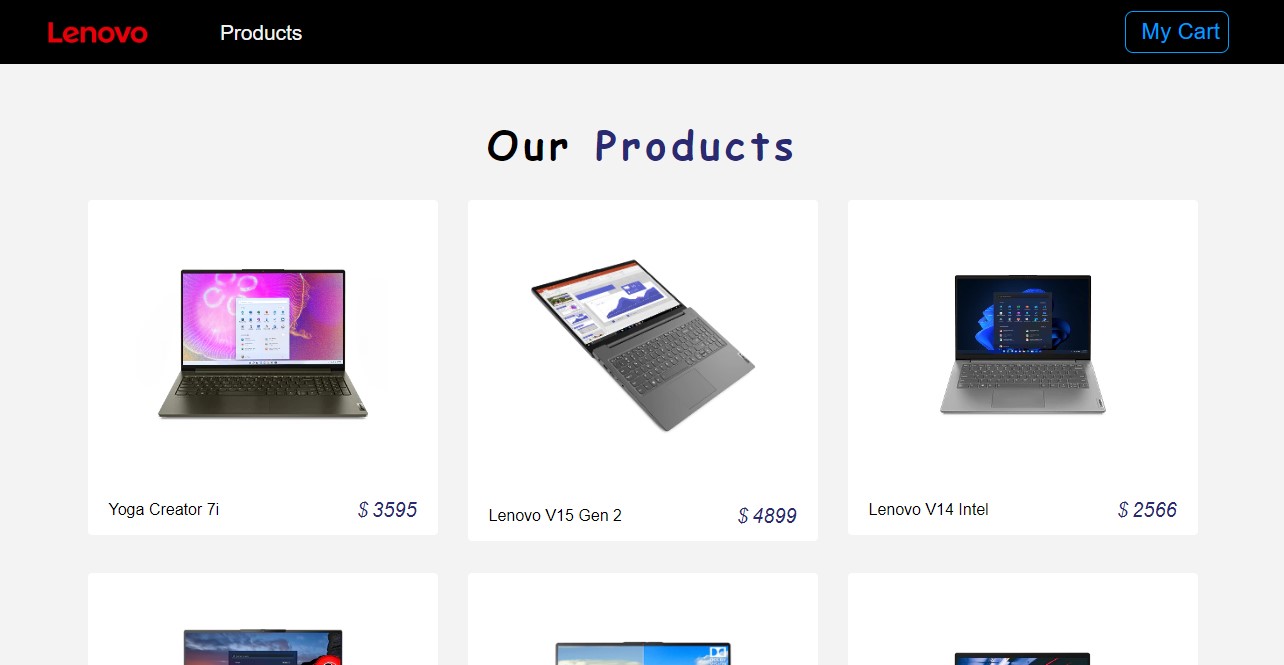 Lenovo
Products
My Cart
Our Products
Yoga Creator 7i
$ 3595
Lenovo V15 Gen 2
$ 4899
Lenovo V14 Intel
$ 2566